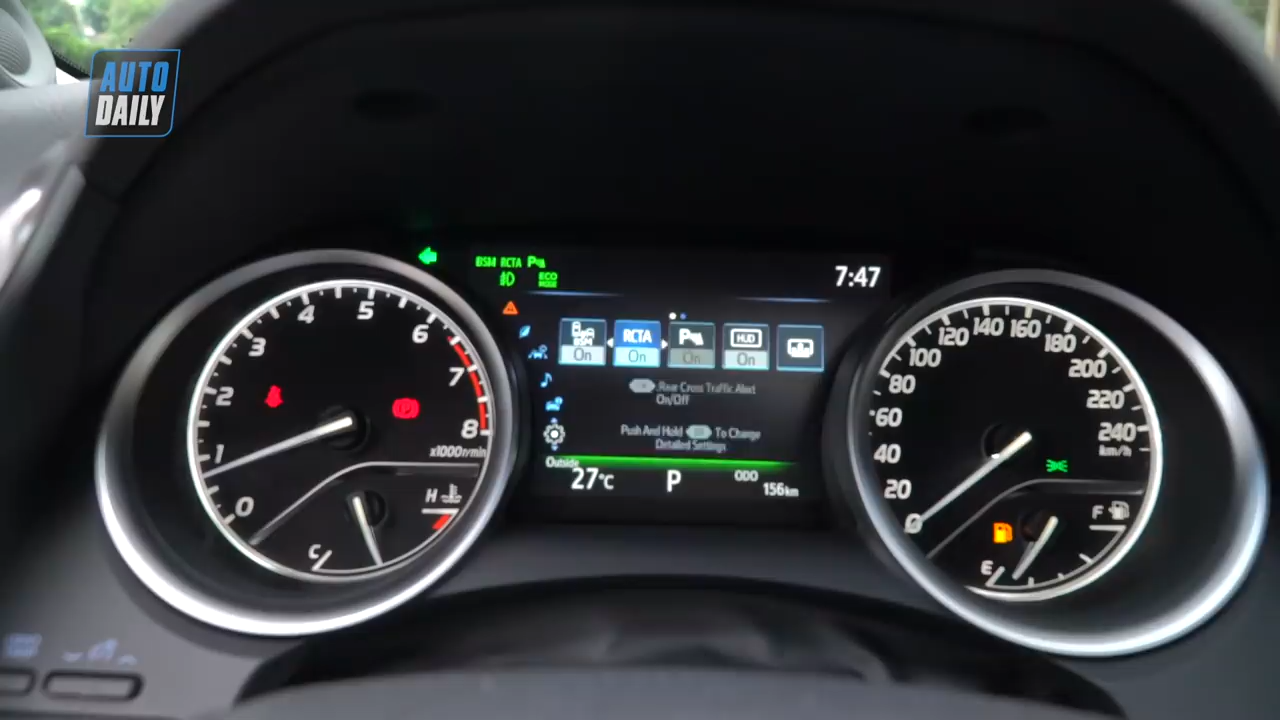 AUTO
DAILY
BSM RCTA
ECO
MODE
7:47
BSM
On
RCTA
On
On
HUD
On
Rear Cross Traffic Alert
On/Off
Push And Hold
To Change
Detailed Settings
Outside
27°C
P
ODO
156km
0
1
2
3
4
5
6
7
8
x1000r/min
H
C
0
20
40
60
80
100
120
140
160
180
200
220
240
km/h
F
E